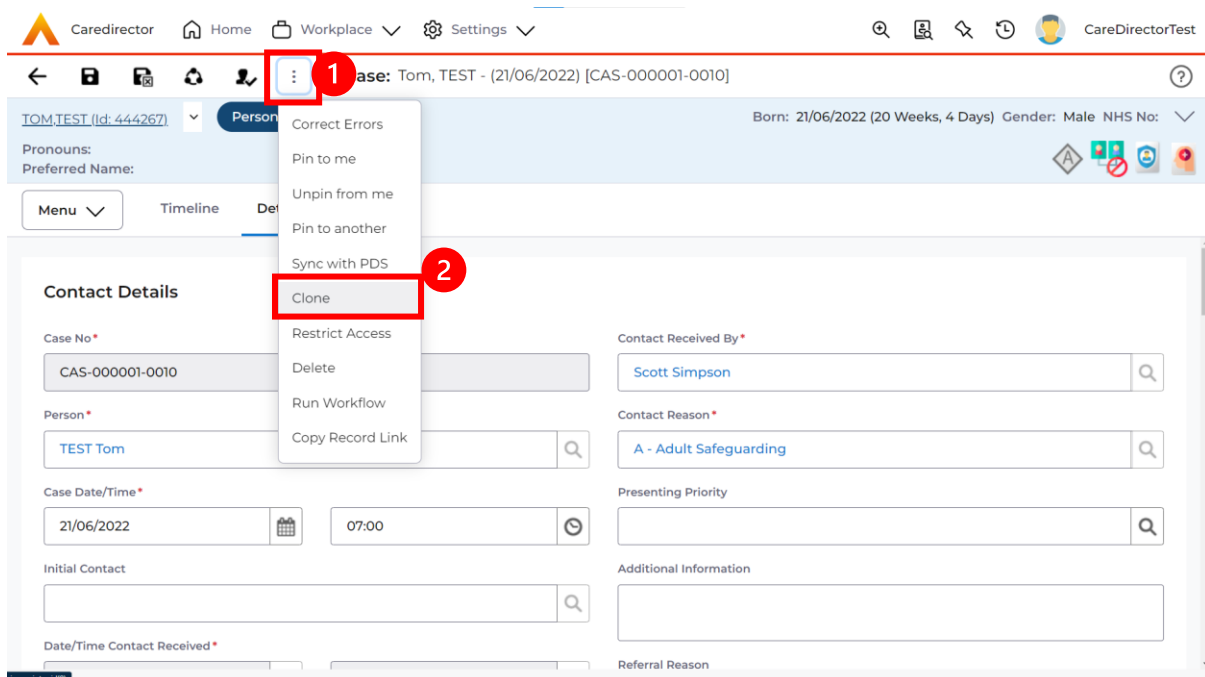 Caredirector Home Workplace Settings CareDirectorTest
1 ase: Tom, TEST - (21/06/2022) [CAS-000001-0010]
TOM,TEST (Id: 444267) Person Born: 21/06/2022 (20 Weeks, 4 Days) Gender: Male NHS No:
Pronouns:
Preferred Name:
Menu Timeline Det
Correct Errors
Pin to me
Unpin from me
Pin to another
Sync with PDS
2
Clone
Restrict Access
Delete
Run Workflow
Copy Record Link
Contact Details
Case No* Contact Received By*
CAS-000001-0010 Scott Simpson
Person* Contact Reason*
TEST Tom A - Adult Safeguarding
Case Date/Time* Presenting Priority
21/06/2022 07:00
Initial Contact Additional Information
Date/Time Contact Received*
Referral Reason